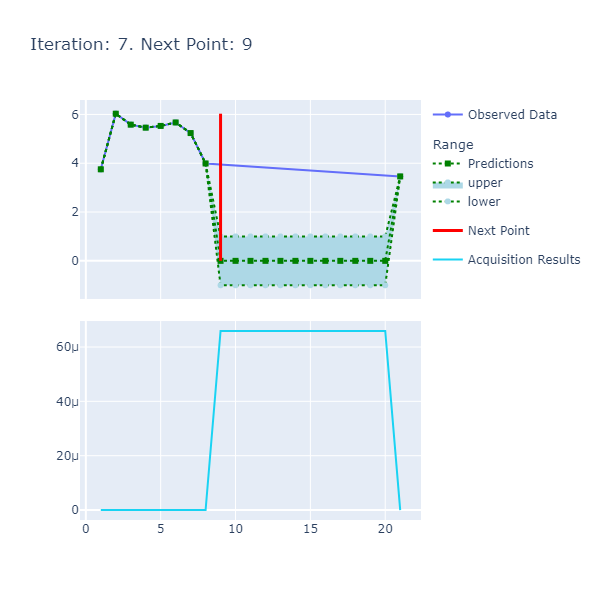 Iteration: 7. Next Point: 9
6
4
2
0
Observed Data
Range
Predictions
upper
lower
Next Point
Acquisition Results
60μ
40μ
20μ
0
0 5 10 15 20